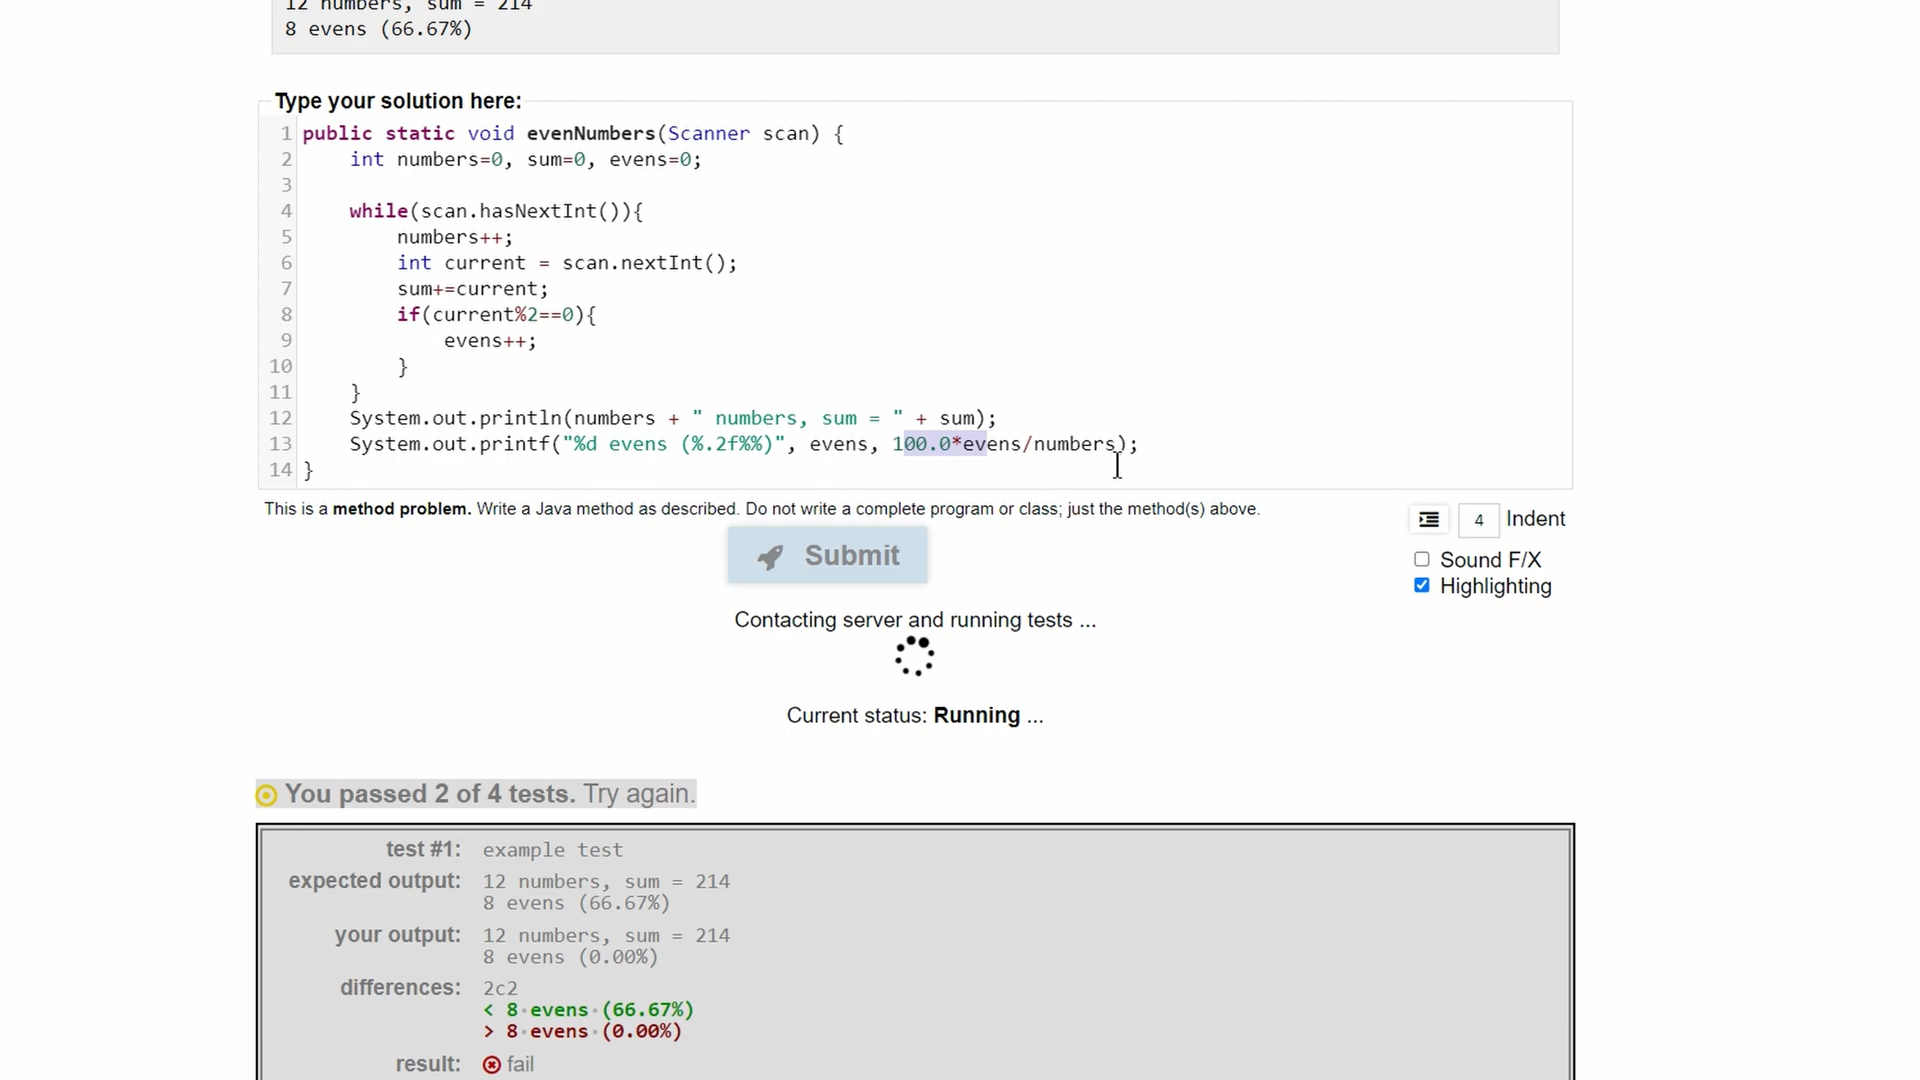 12 numbers, sum = 214
8 evens (66.67%)
Type your solution here:
1 public static void evenNumbers(Scanner scan) {
2     int numbers=0, sum=0, evens=0;
3
4     while(scan.hasNextInt()){
5         numbers++;
6         int current = scan.nextInt();
7         sum+=current;
8         if(current%2==0){
9             evens++;
10         }
11     }
12     System.out.println(numbers + " numbers, sum = " + sum);
13     System.out.printf("%d evens (%.2f%%)", evens, 100.0*evens/numbers);
14 }
This is a method problem. Write a Java method as described. Do not write a complete program or class; just the method(s) above.
4 Indent
Submit
Sound F/X
Highlighting
Contacting server and running tests ...
Current status: Running ...
You passed 2 of 4 tests. Try again.
test #1: example test
expected output: 12 numbers, sum = 214
8 evens (66.67%)
your output: 12 numbers, sum = 214
8 evens (0.00%)
differences: 2c2
< 8·evens·(66.67%)
> 8·evens·(0.00%)
result: fail